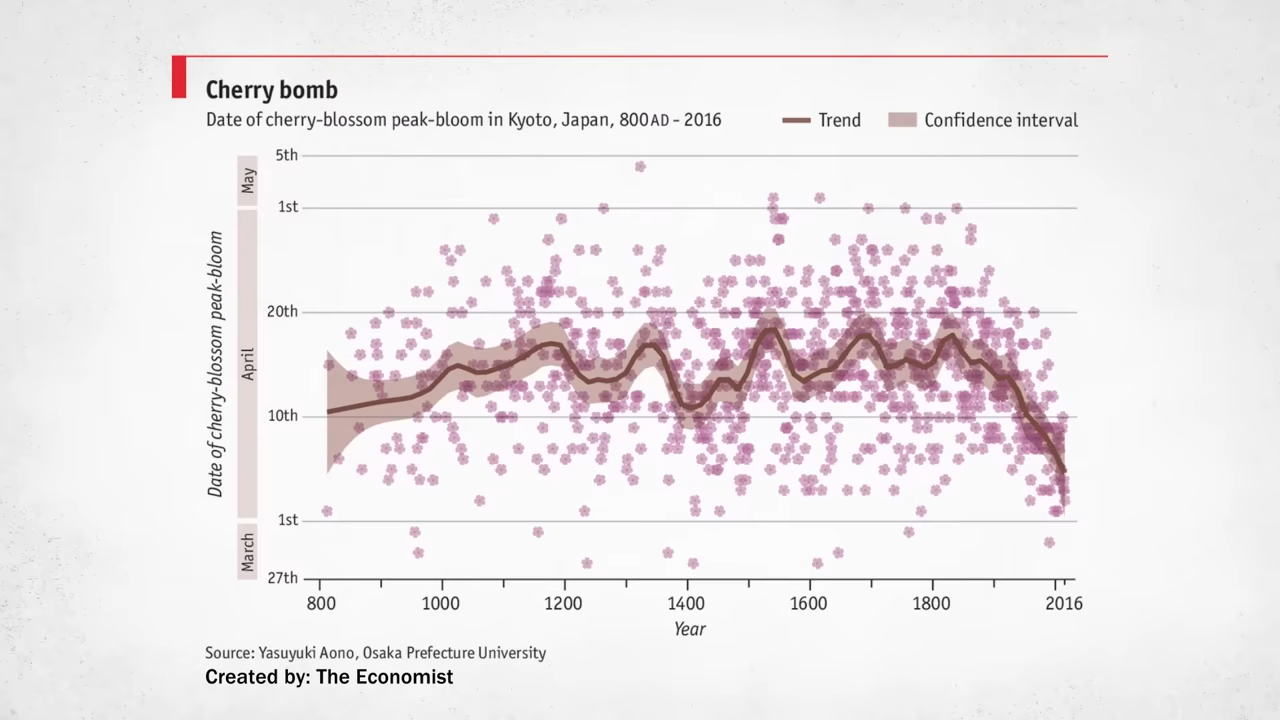 Cherry bomb
Date of cherry-blossom peak-bloom in Kyoto, Japan, 800AD - 2016
Trend
Confidence interval
Date of cherry-blossom peak-bloom
May
April
March
5th
1st
20th
10th
1st
27th
800 1000 1200 1400 1600 1800 2016
Year
Source: Yasuyuki Aono, Osaka Prefecture University
Created by: The Economist